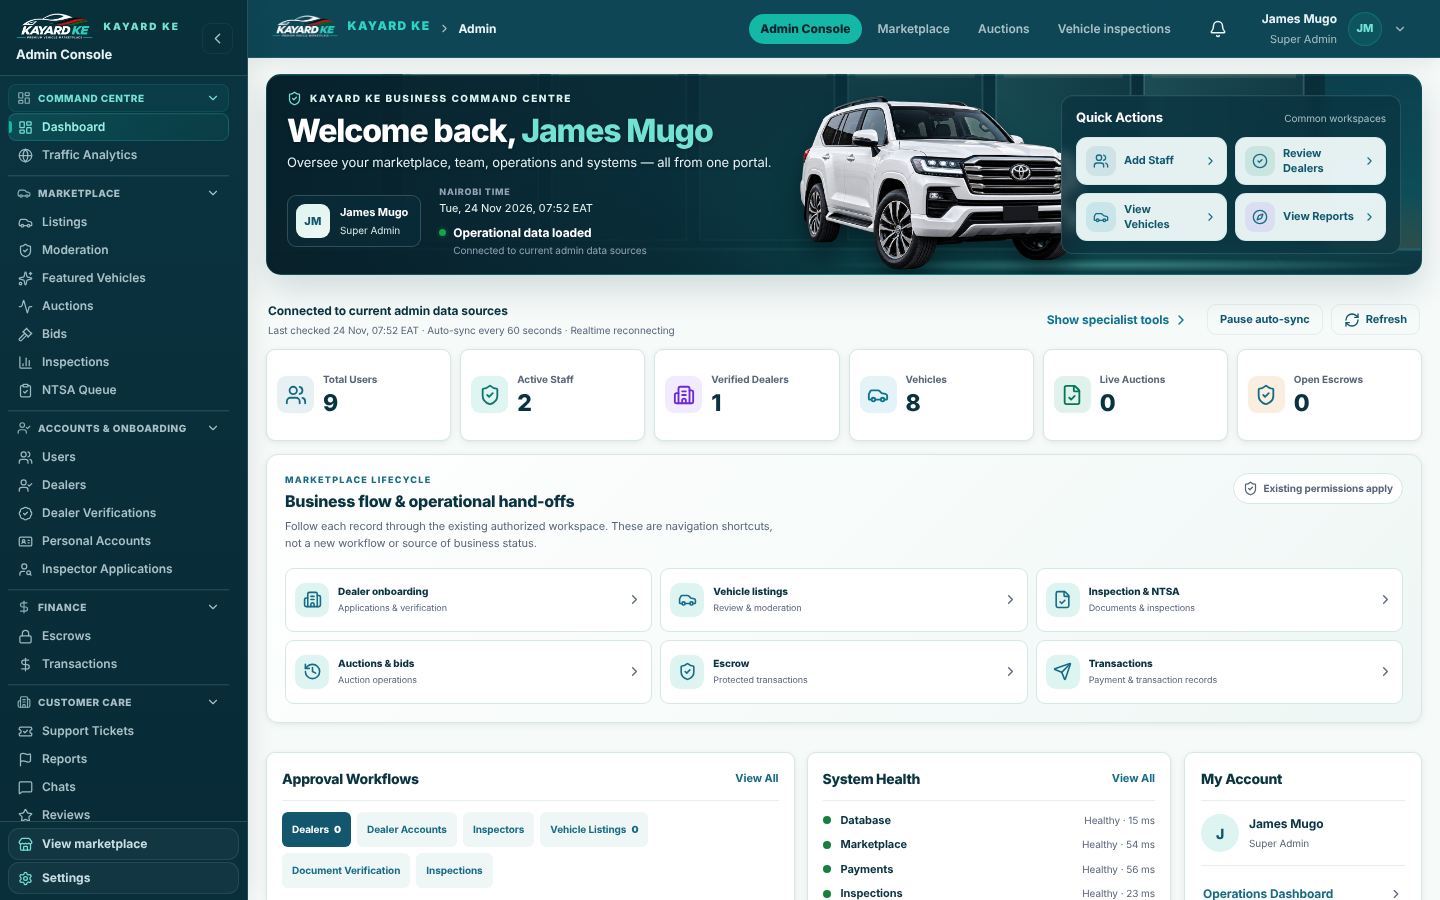 KAYARD KE
PREMIUM VEHICLE MARKETPLACE
KAYARD KE
Admin Console
COMMAND CENTRE
Dashboard
Traffic Analytics
MARKETPLACE
Listings
Moderation
Featured Vehicles
Auctions
Bids
Inspections
NTSA Queue
ACCOUNTS & ONBOARDING
Users
Dealers
Dealer Verifications
Personal Accounts
Inspector Applications
FINANCE
Escrows
Transactions
CUSTOMER CARE
Support Tickets
Reports
Chats
Reviews
View marketplace
Settings
KAYARD KE
KAYARD KE
Admin
Admin Console
Marketplace
Auctions
Vehicle inspections
James Mugo
Super Admin
JM
KAYARD KE BUSINESS COMMAND CENTRE
Welcome back, James Mugo
Oversee your marketplace, team, operations and systems — all from one portal.
JM
James Mugo
Super Admin
NAIROBI TIME
Tue, 24 Nov 2026, 07:52 EAT
Operational data loaded
Connected to current admin data sources
Quick Actions
Common workspaces
Add Staff
Review
Dealers
View
Vehicles
View Reports
Connected to current admin data sources
Last checked 24 Nov, 07:52 EAT · Auto-sync every 60 seconds · Realtime reconnecting
Show specialist tools
Pause auto-sync
Refresh
Total Users
9
Active Staff
2
Verified Dealers
1
Vehicles
8
Live Auctions
0
Open Escrows
0
MARKETPLACE LIFECYCLE
Business flow & operational hand-offs
Follow each record through the existing authorized workspace. These are navigation shortcuts,
not a new workflow or source of business status.
Existing permissions apply
Dealer onboarding
Applications & verification
Vehicle listings
Review & moderation
Inspection & NTSA
Documents & inspections
Auctions & bids
Auction operations
Escrow
Protected transactions
Transactions
Payment & transaction records
Approval Workflows
View All
Dealers 0
Dealer Accounts
Inspectors
Vehicle Listings 0
Document Verification
Inspections
System Health
View All
Database
Healthy · 15 ms
Marketplace
Healthy · 54 ms
Payments
Healthy · 56 ms
Inspections
Healthy · 23 ms
My Account
J
James Mugo
Super Admin
Operations Dashboard